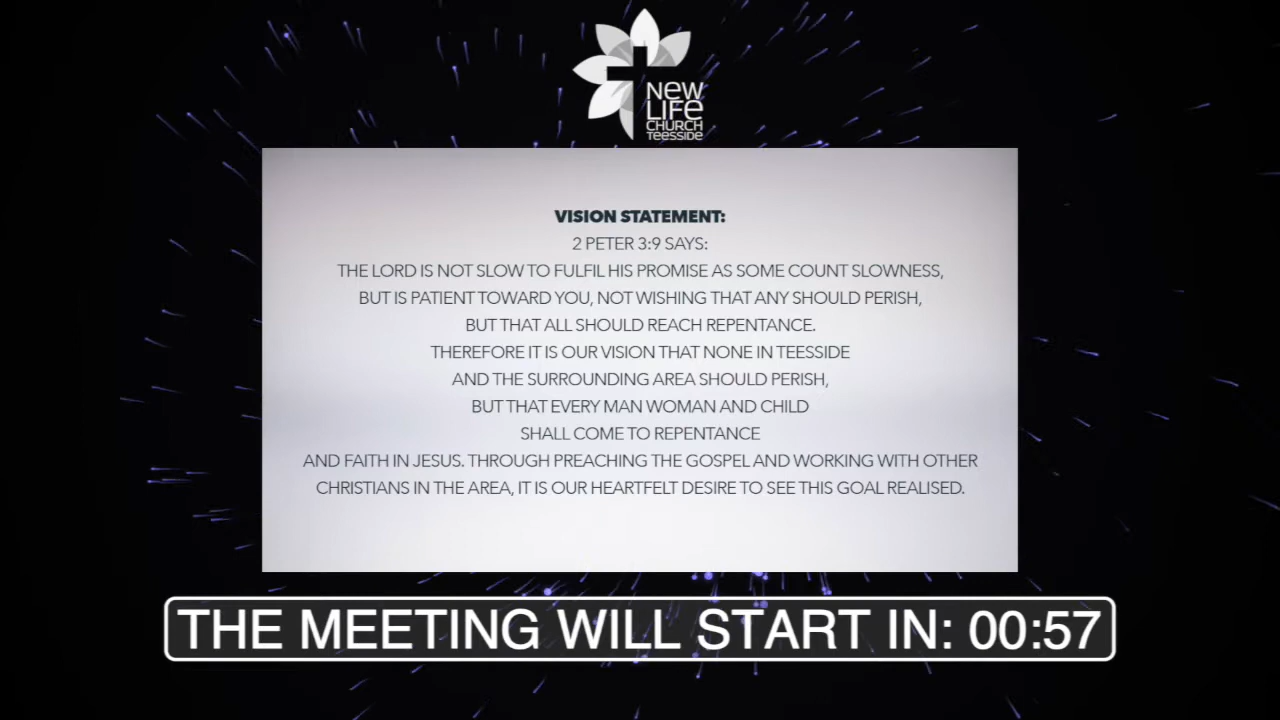 NEW
LIFE
CHURCH
TEESSIDE
VISION STATEMENT:
2 PETER 3:9 SAYS:
THE LORD IS NOT SLOW TO FULFIL HIS PROMISE AS SOME COUNT SLOWNESS,
BUT IS PATIENT TOWARD YOU, NOT WISHING THAT ANY SHOULD PERISH,
BUT THAT ALL SHOULD REACH REPENTANCE.
THEREFORE IT IS OUR VISION THAT NONE IN TEESSIDE
AND THE SURROUNDING AREA SHOULD PERISH,
BUT THAT EVERY MAN WOMAN AND CHILD
SHALL COME TO REPENTANCE
AND FAITH IN JESUS. THROUGH PREACHING THE GOSPEL AND WORKING WITH OTHER
CHRISTIANS IN THE AREA, IT IS OUR HEARTFELT DESIRE TO SEE THIS GOAL REALISED.
THE MEETING WILL START IN: 00:57